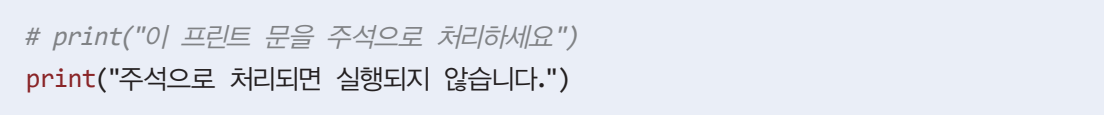 # print("이 프린트 문을 주석으로 처리하세요")
print("주석으로 처리되면 실행되지 않습니다.")